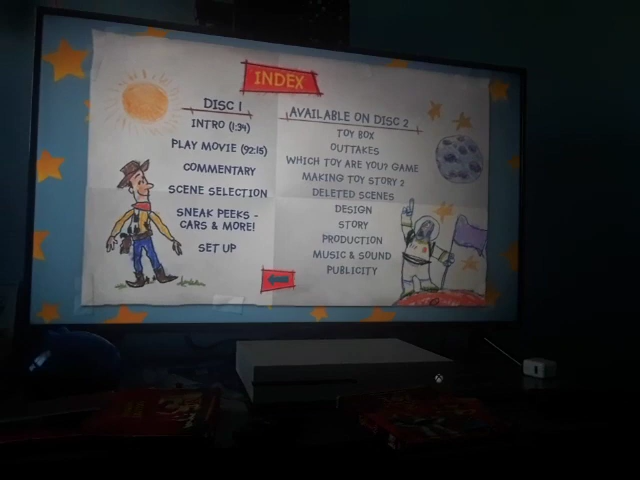 INDEX
DISC 1
INTRO (1:34)
PLAY MOVIE (92:15)
COMMENTARY
SCENE SELECTION
SNEAK PEEKS -
CARS & MORE!
SET UP
AVAILABLE ON DISC 2
TOY BOX
OUTTAKES
WHICH TOY ARE YOU? GAME
MAKING TOY STORY 2
DELETED SCENES
DESIGN
STORY
PRODUCTION
MUSIC & SOUND
PUBLICITY